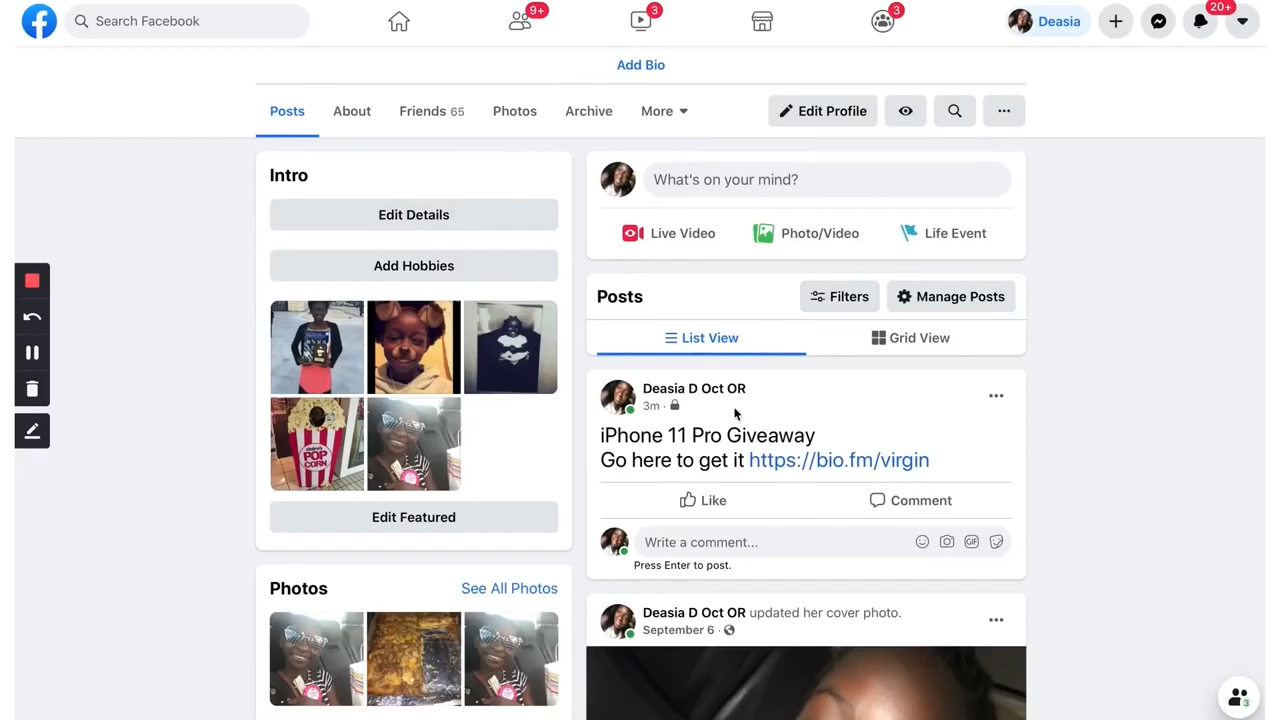 Search Facebook
9+
3
3
Deasia
20+
Add Bio
Posts
About
Friends 65
Photos
Archive
More
Edit Profile
Intro
Edit Details
Add Hobbies
POP
CORN
Edit Featured
Photos
See All Photos
What's on your mind?
Live Video
Photo/Video
Life Event
Posts
Filters
Manage Posts
List View
Grid View
Deasia D Oct OR
3m ·
iPhone 11 Pro Giveaway
Go here to get it https://bio.fm/virgin
Like
Comment
Write a comment...
GIF
Press Enter to post.
Deasia D Oct OR updated her cover photo.
September 6 ·
3